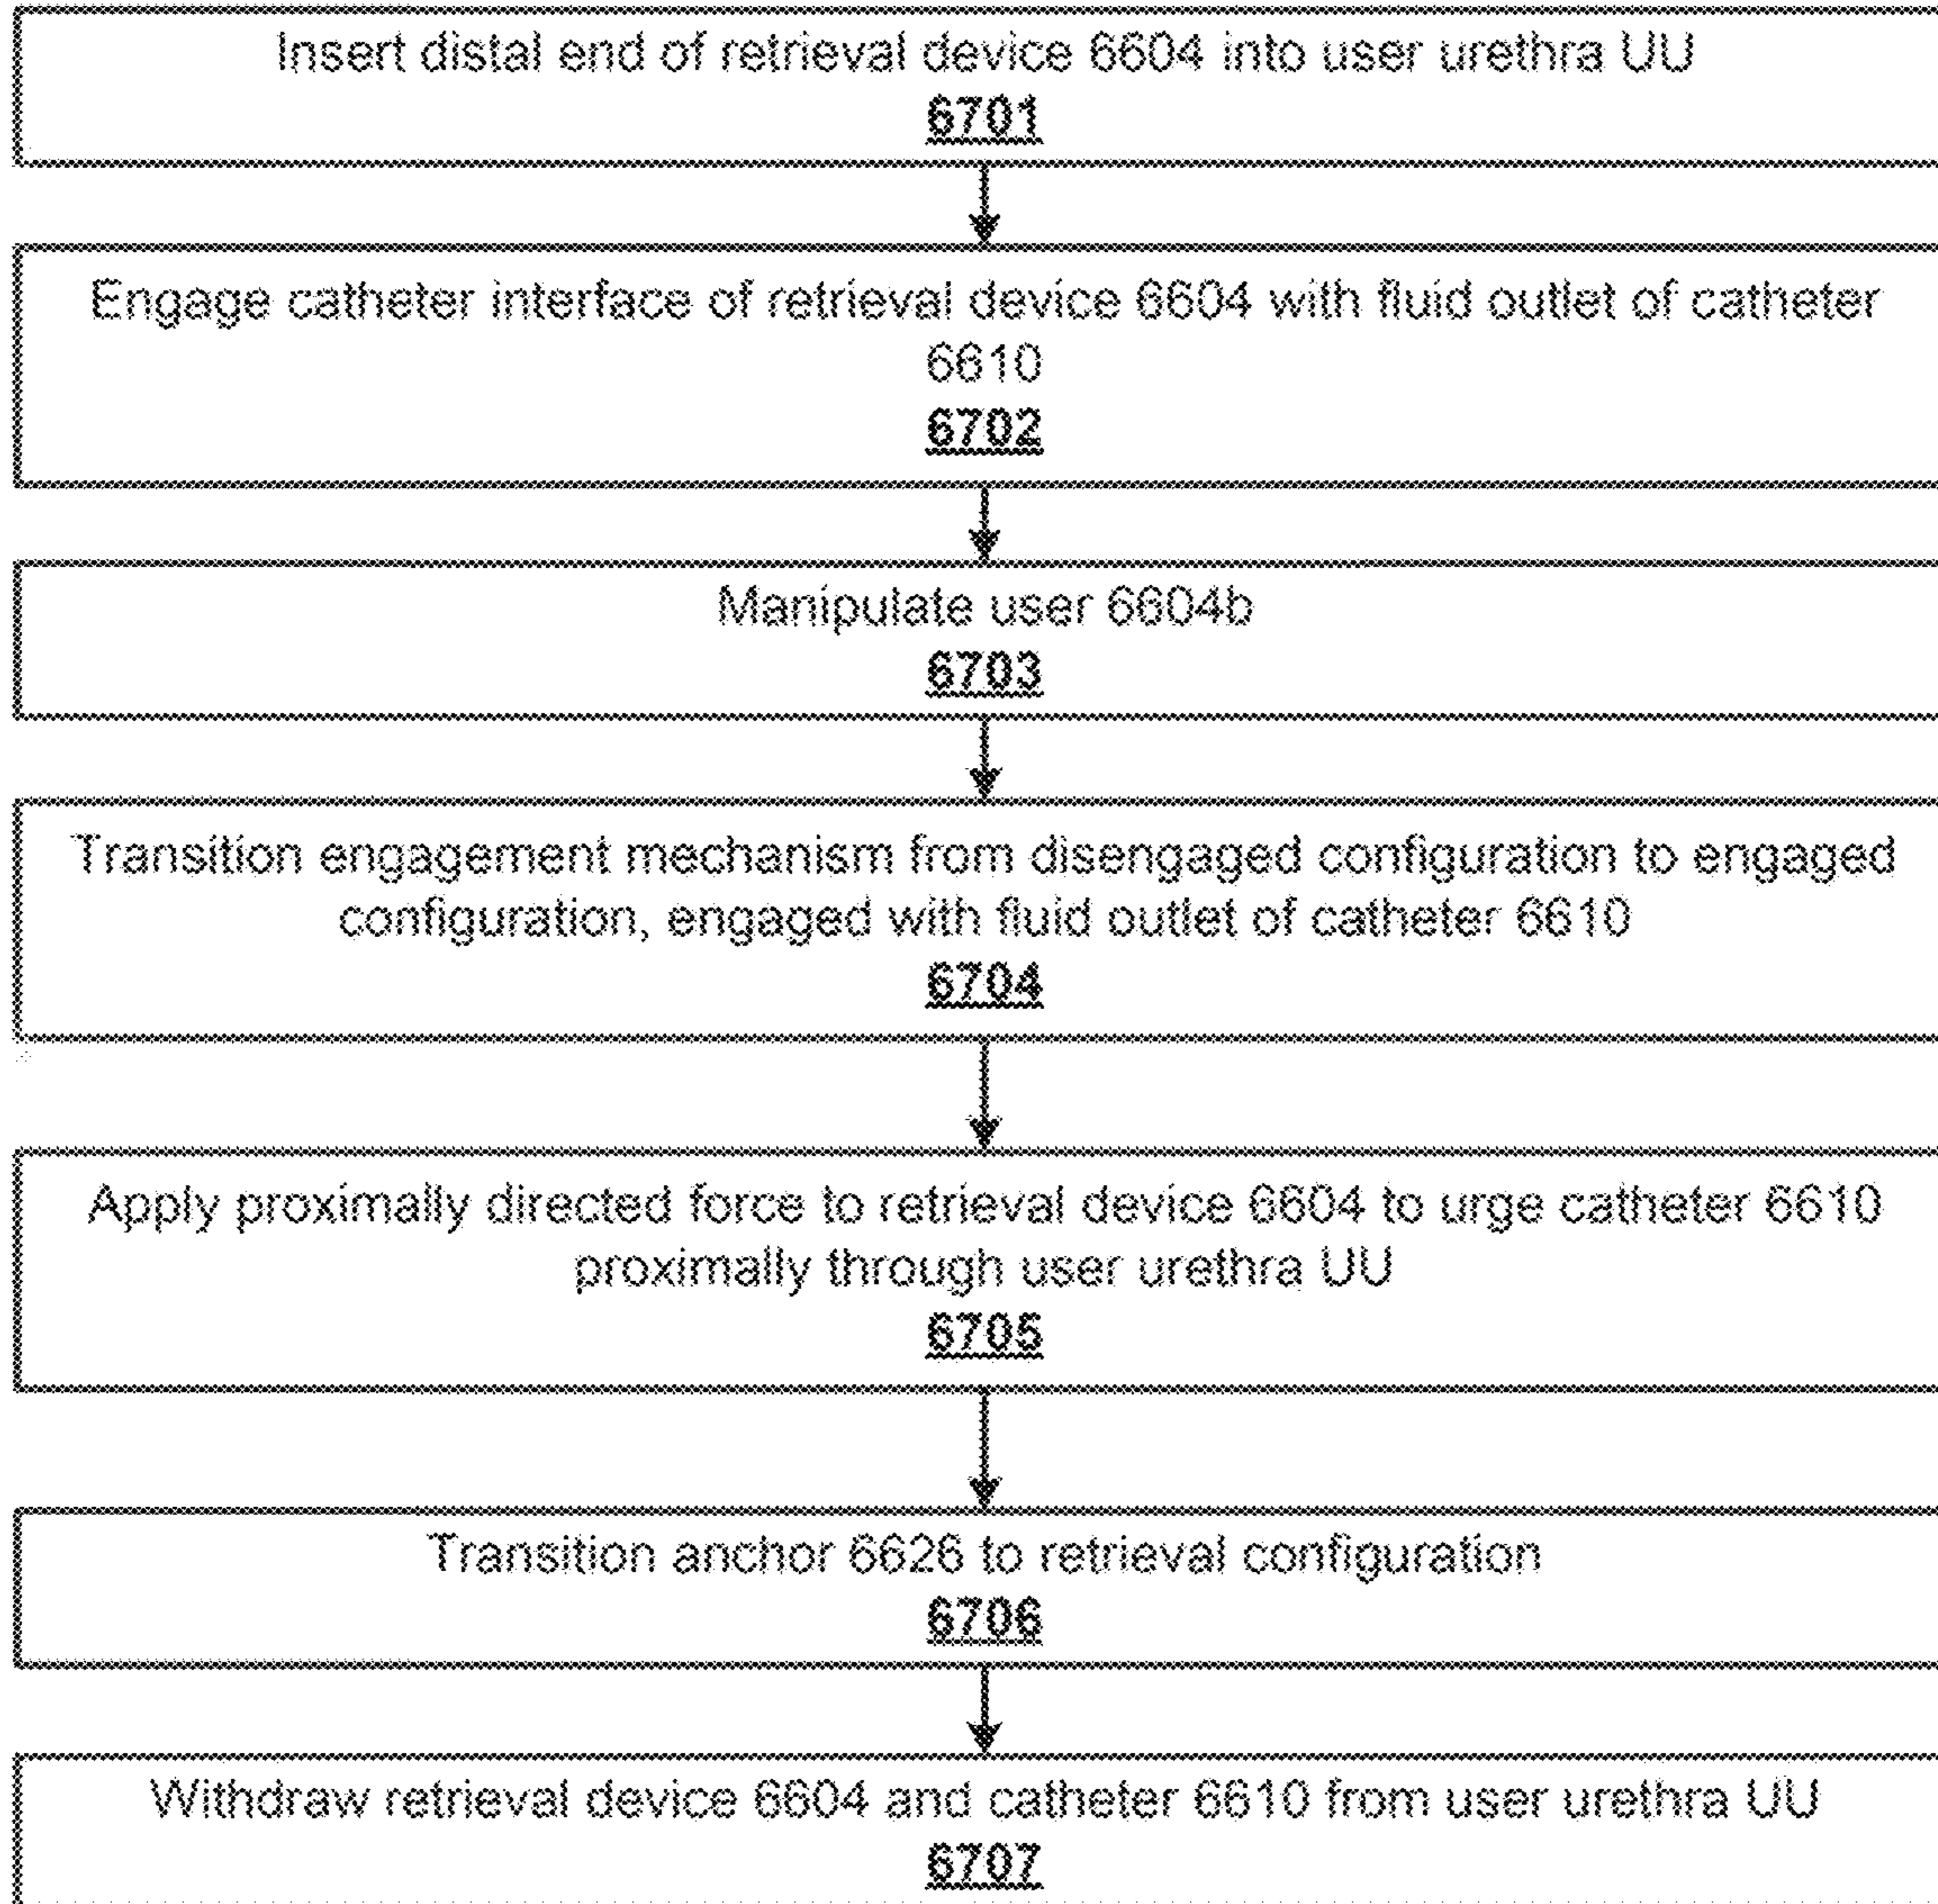 Insert distal end of retrieval device 6604 into user urethra UU
6701
Engage catheter interface of retrieval device 6604 with fluid outlet of catheter
6610
6702
Manipulate user 6604b
6703
Transition engagement mechanism from disengaged configuration to engaged
configuration, engaged with fluid outlet of catheter 6610
6704
Apply proximally directed force to retrieval device 6604 to urge catheter 6610
proximally through user urethra UU
6705
Transition anchor 6626 to retrieval configuration
6706
Withdraw retrieval device 6604 and catheter 6610 from user urethra UU
6707